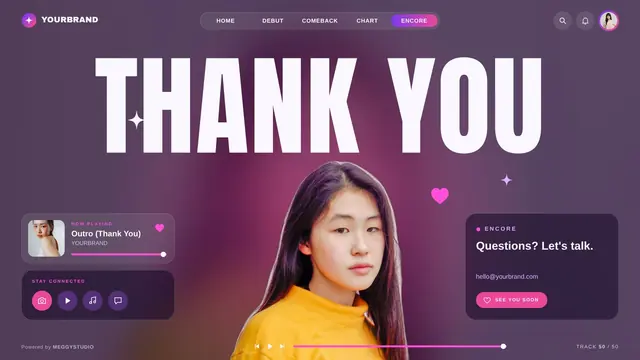 YOURBRAND
HOME DEBUT COMEBACK CHART ENCORE
THANK YOU
NOW PLAYING
Outro (Thank You)
YOURBRAND
STAY CONNECTED
ENCORE
Questions? Let's talk.
hello@yourbrand.com
SEE YOU SOON
Powered by MEGGYSTUDIO
TRACK 50 / 50